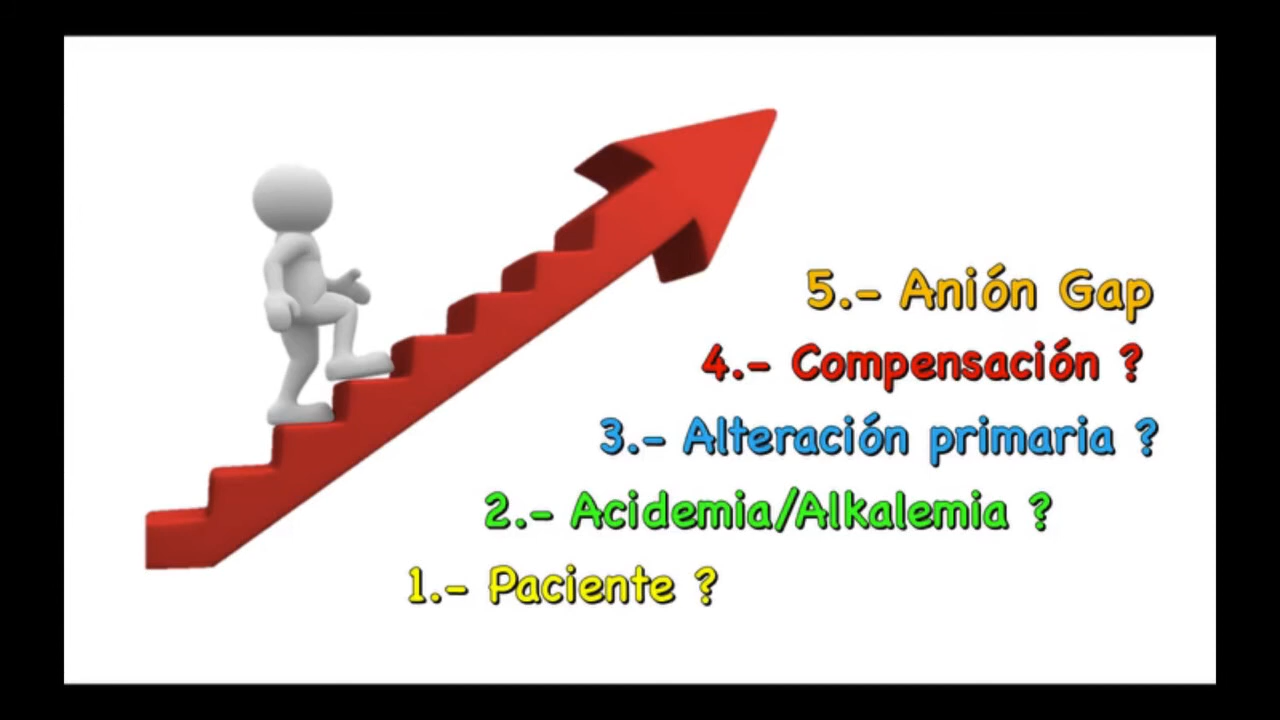 5.- Anión Gap
4.- Compensación ?
3.- Alteración primaria ?
2.- Acidemia/Alkalemia ?
1.- Paciente ?